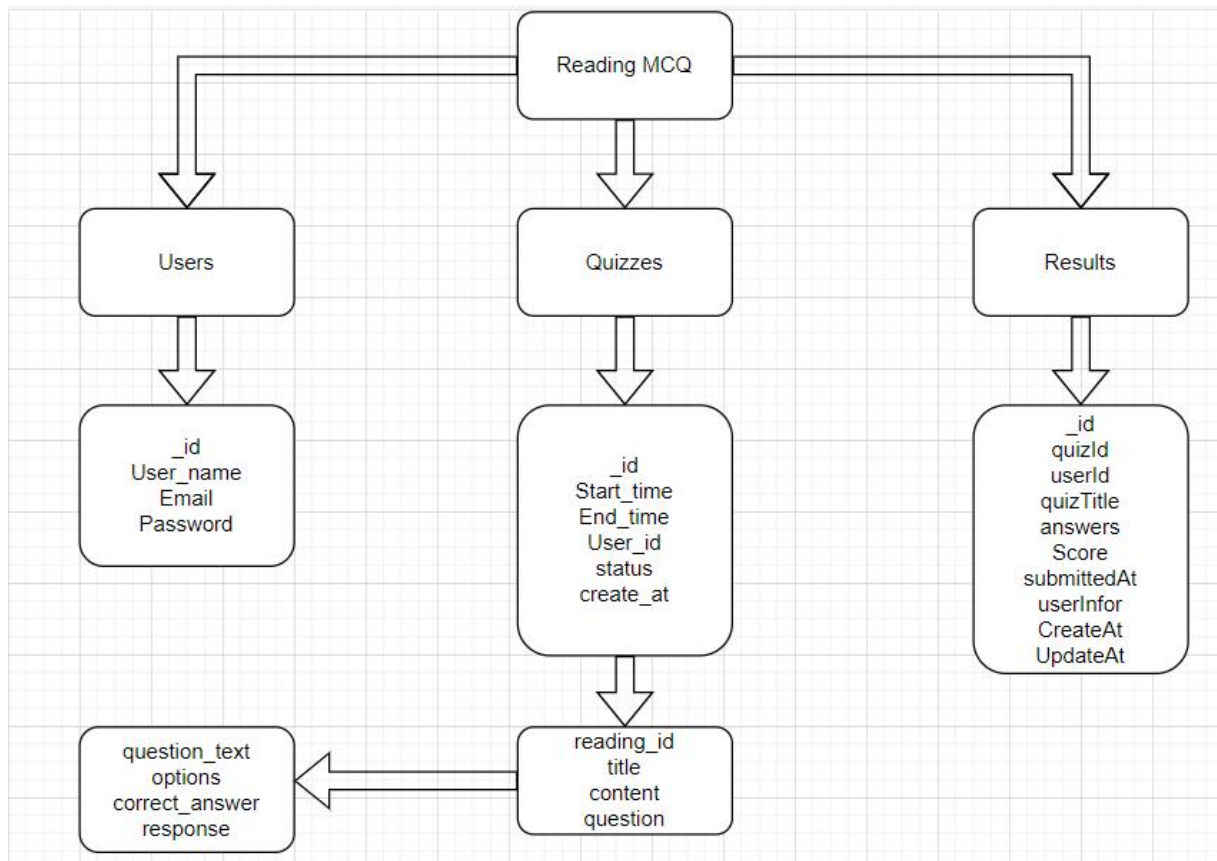 Reading MCQ
Users
Quizzes
Results
_id
User_name
Email
Password
_id
Start_time
End_time
User_id
status
create_at
_id
quizId
userId
quizTitle
answers
Score
submittedAt
userInfor
CreateAt
UpdateAt
question_text
options
correct_answer
response
reading_id
title
content
question